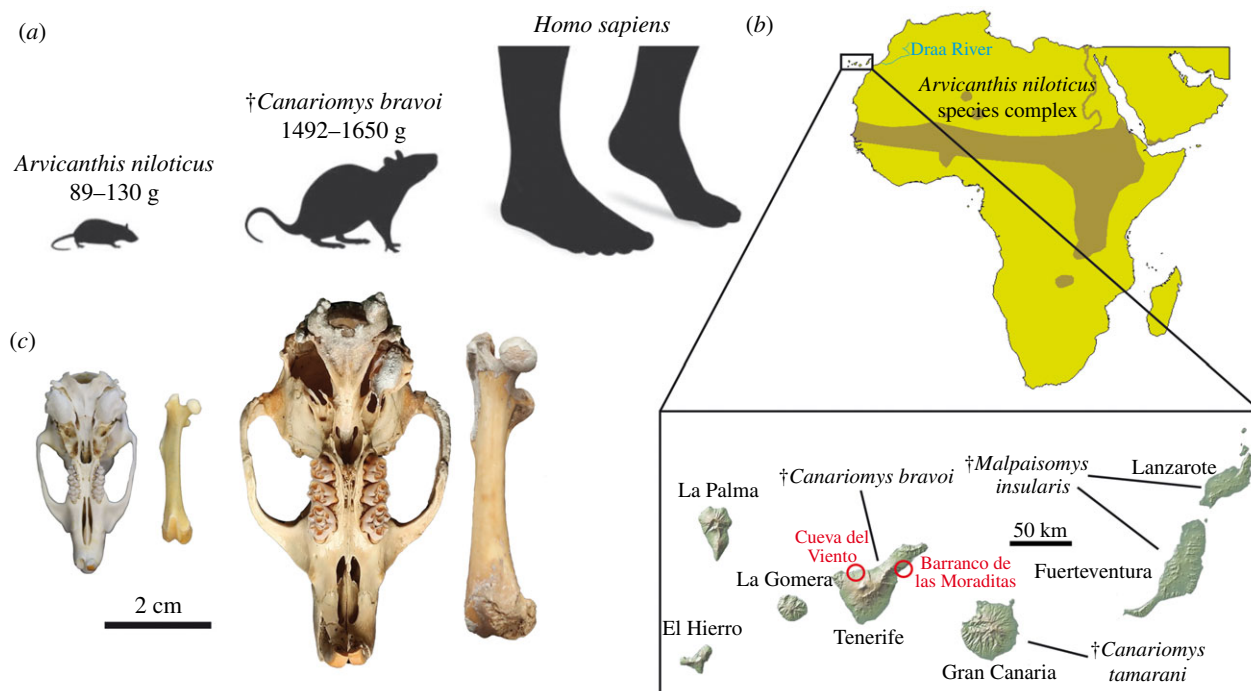 (a)
Homo sapiens
†Canariomys bravoi
1492–1650 g
Arvicanthis niloticus
89–130 g
(b)
Draa River
Arvicanthis niloticus
species complex
(c)
2 cm
†Canariomys bravoi
†Malpaisomys
insularis
Lanzarote
La Palma
50 km
Cueva del
Viento
Barranco de
las Moraditas
Fuerteventura
La Gomera
El Hierro
Tenerife
Gran Canaria
†Canariomys
tamarani